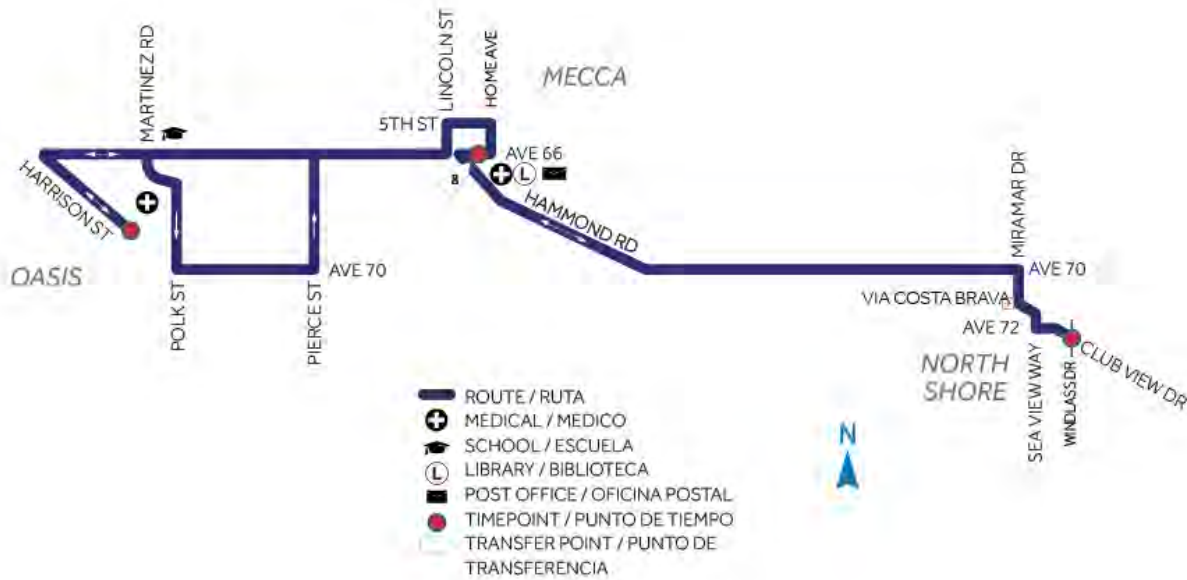 MARTINEZ RD
LINCOLN ST
HOME AVE
MECCA
5TH ST
AVE 66
L
8
HARRISON ST
HAMMOND RD
MIRAMAR DR
OASIS
AVE 70
AVE 70
POLK ST
PIERCE ST
VIA COSTA BRAVA
AVE 72
CLUB VIEW DR
NORTH
SHORE
SEA VIEW WAY
WINDLASS DR
ROUTE / RUTA
MEDICAL / MEDICO
SCHOOL / ESCUELA
L LIBRARY / BIBLIOTECA
POST OFFICE / OFICINA POSTAL
TIMEPOINT / PUNTO DE TIEMPO
TRANSFER POINT / PUNTO DE
TRANSFERENCIA
N